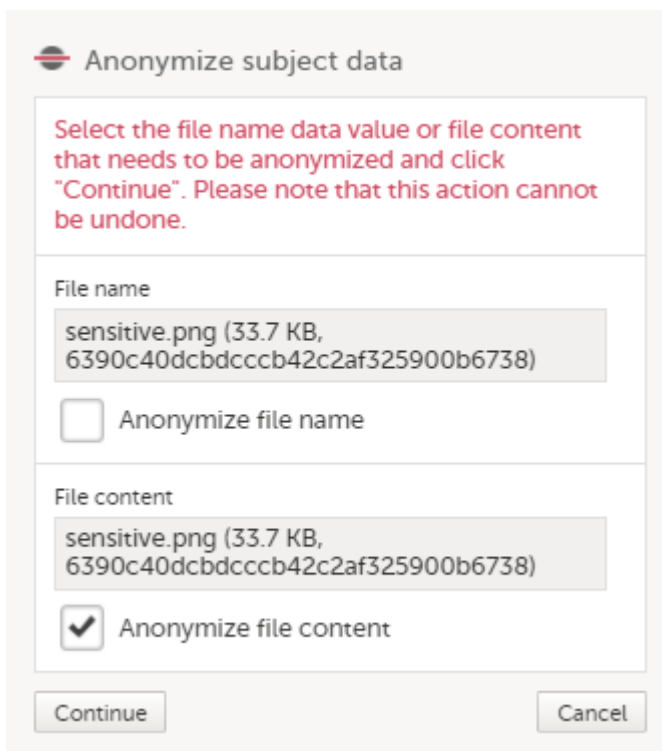 Anonymize subject data
Select the file name data value or file content
that needs to be anonymized and click
"Continue". Please note that this action cannot
be undone.
File name
sensitive.png (33.7 KB,
6390c40dcbdcccb42c2af325900b6738)
Anonymize file name
File content
sensitive.png (33.7 KB,
6390c40dcbdcccb42c2af325900b6738)
Anonymize file content
Continue
Cancel